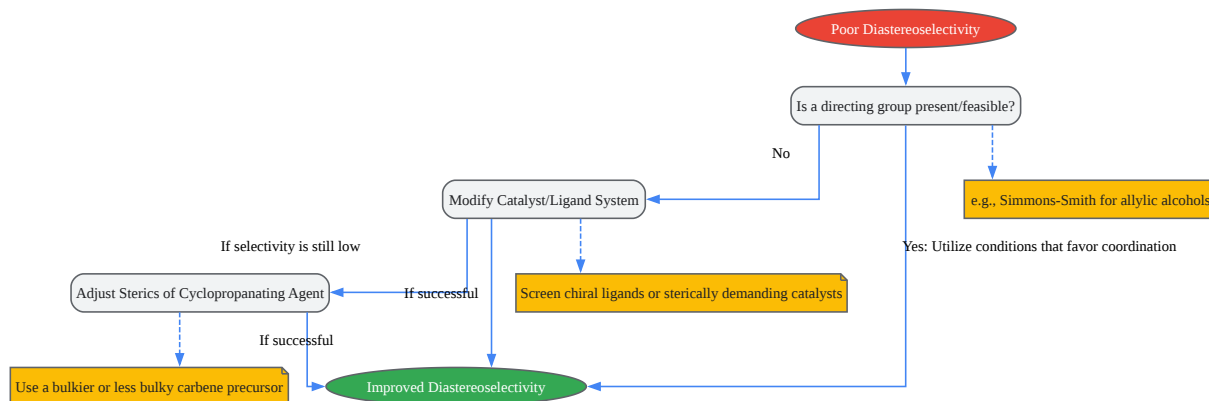 Poor Diastereoselectivity
Is a directing group present/feasible?
No
Modify Catalyst/Ligand System
e.g., Simmons-Smith for allylic alcohols
If selectivity is still low
Yes: Utilize conditions that favor coordination
Adjust Sterics of Cyclopropanating Agent
If successful
Screen chiral ligands or sterically demanding catalysts
If successful
Use a bulkier or less bulky carbene precursor
Improved Diastereoselectivity